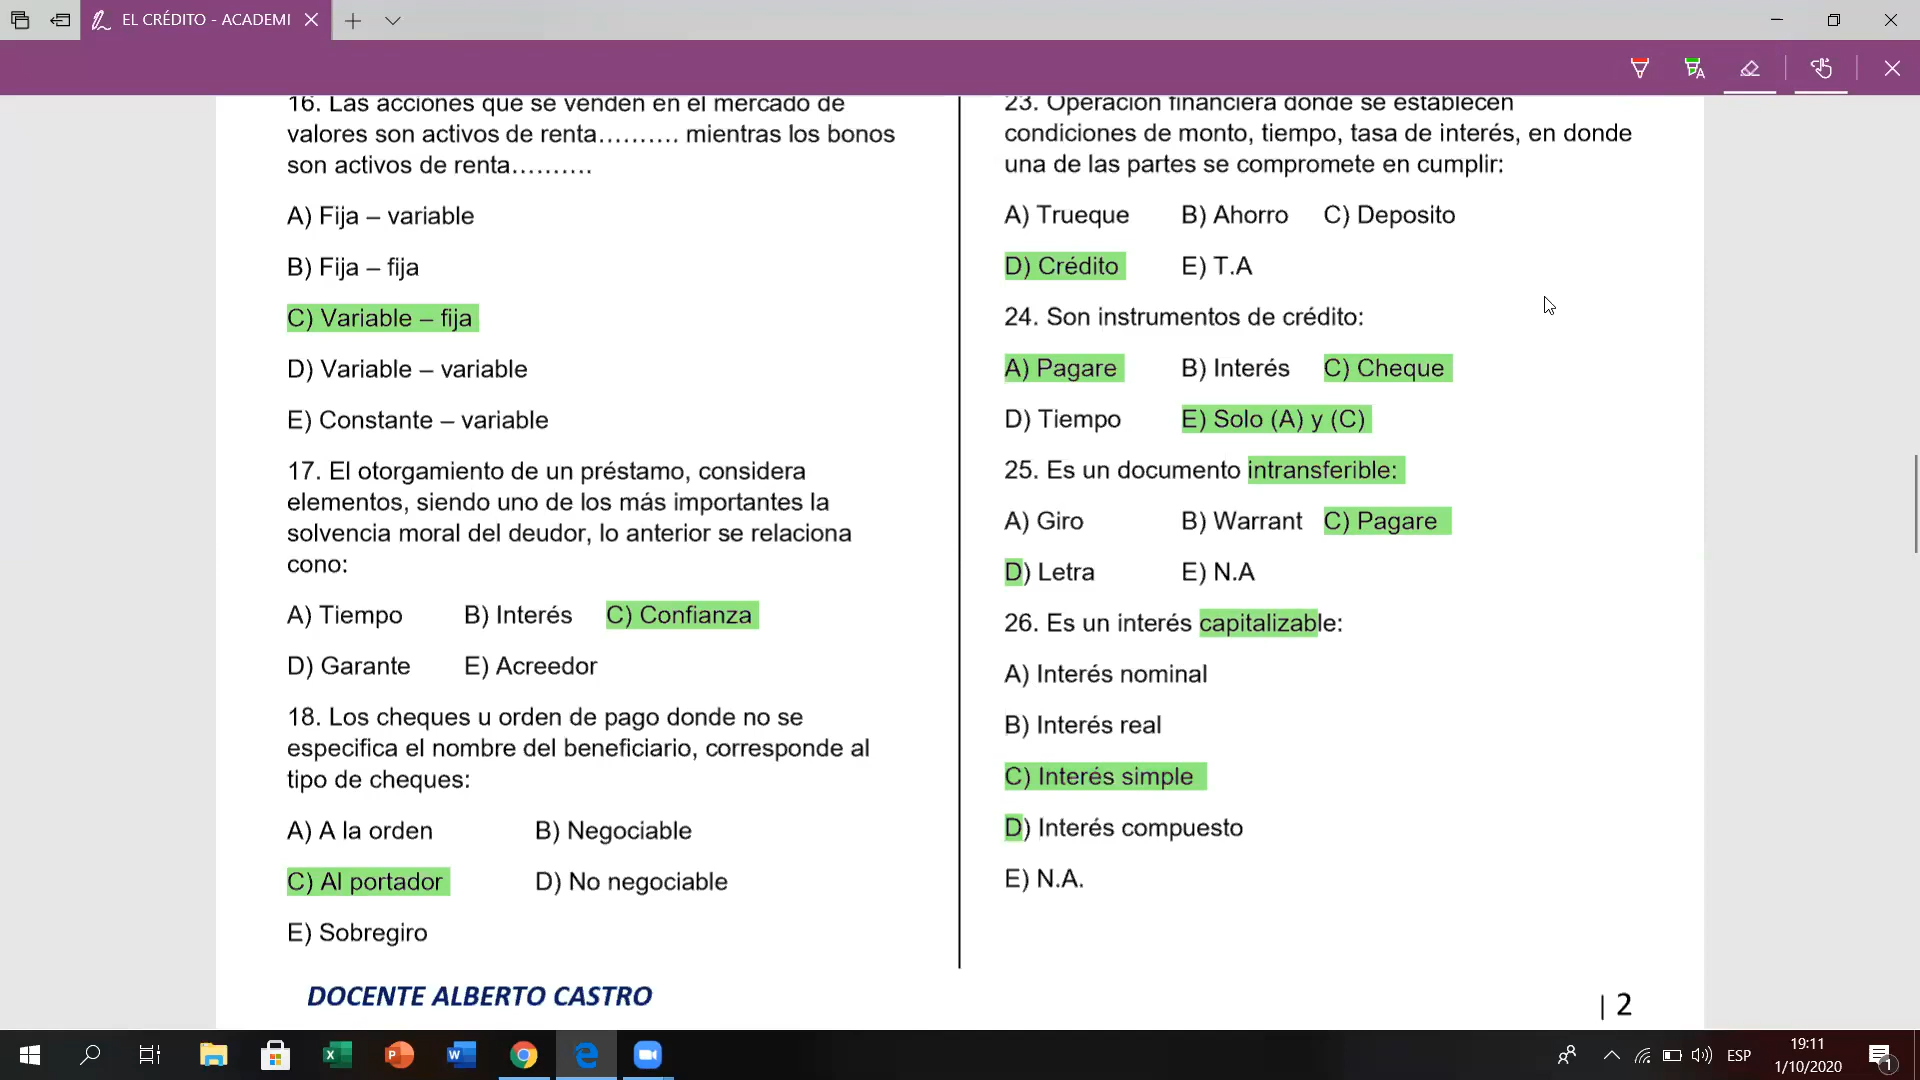 EL CRÉDITO - ACADEMI
16. Las acciones que se venden en el mercado de
valores son activos de renta.......... mientras los bonos
son activos de renta..........
A) Fija – variable
B) Fija – fija
C) Variable – fija
D) Variable – variable
E) Constante – variable
17. El otorgamiento de un préstamo, considera
elementos, siendo uno de los más importantes la
solvencia moral del deudor, lo anterior se relaciona
cono:
A) Tiempo B) Interés C) Confianza
D) Garante E) Acreedor
18. Los cheques u orden de pago donde no se
especifica el nombre del beneficiario, corresponde al
tipo de cheques:
A) A la orden B) Negociable
C) Al portador D) No negociable
E) Sobregiro
23. Operación financiera donde se establecen
condiciones de monto, tiempo, tasa de interés, en donde
una de las partes se compromete en cumplir:
A) Trueque B) Ahorro C) Deposito
D) Crédito E) T.A
24. Son instrumentos de crédito:
A) Pagare B) Interés C) Cheque
D) Tiempo E) Solo (A) y (C)
25. Es un documento intransferible:
A) Giro B) Warrant C) Pagare
D) Letra E) N.A
26. Es un interés capitalizable:
A) Interés nominal
B) Interés real
C) Interés simple
D) Interés compuesto
E) N.A.
DOCENTE ALBERTO CASTRO
| 2
ESP
19:11
1/10/2020
1